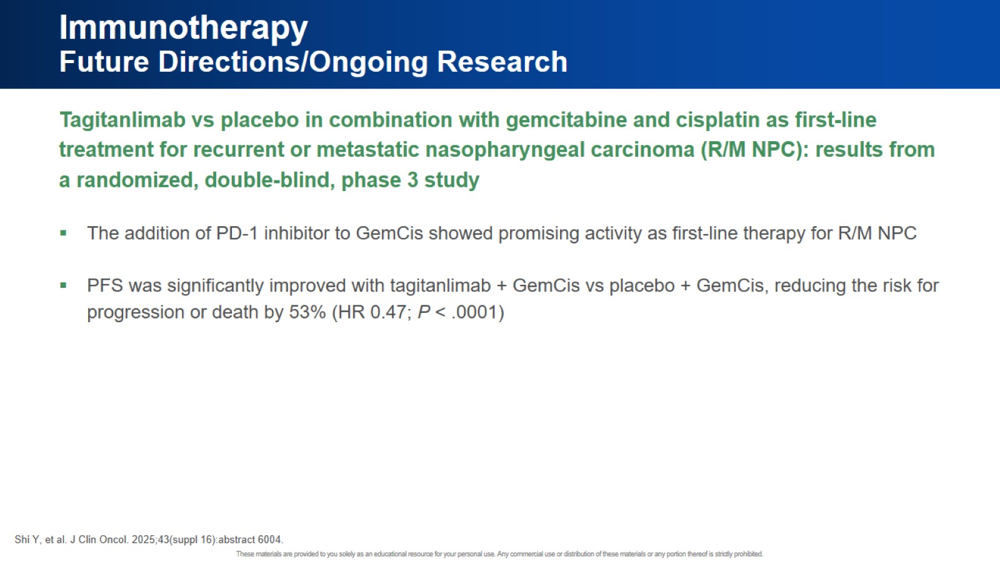 Immunotherapy
Future Directions/Ongoing Research
Tagitanlimab vs placebo in combination with gemcitabine and cisplatin as first-line
treatment for recurrent or metastatic nasopharyngeal carcinoma (R/M NPC): results from
a randomized, double-blind, phase 3 study
▪ The addition of PD-1 inhibitor to GemCis showed promising activity as first-line therapy for R/M NPC
▪ PFS was significantly improved with tagitanlimab + GemCis vs placebo + GemCis, reducing the risk for
progression or death by 53% (HR 0.47; P < .0001)
Shi Y, et al. J Clin Oncol. 2025;43(suppl 16):abstract 6004.
These materials are provided to you solely as an educational resource for your personal use. Any commercial use or distribution of these materials or any portion thereof is strictly prohibited.